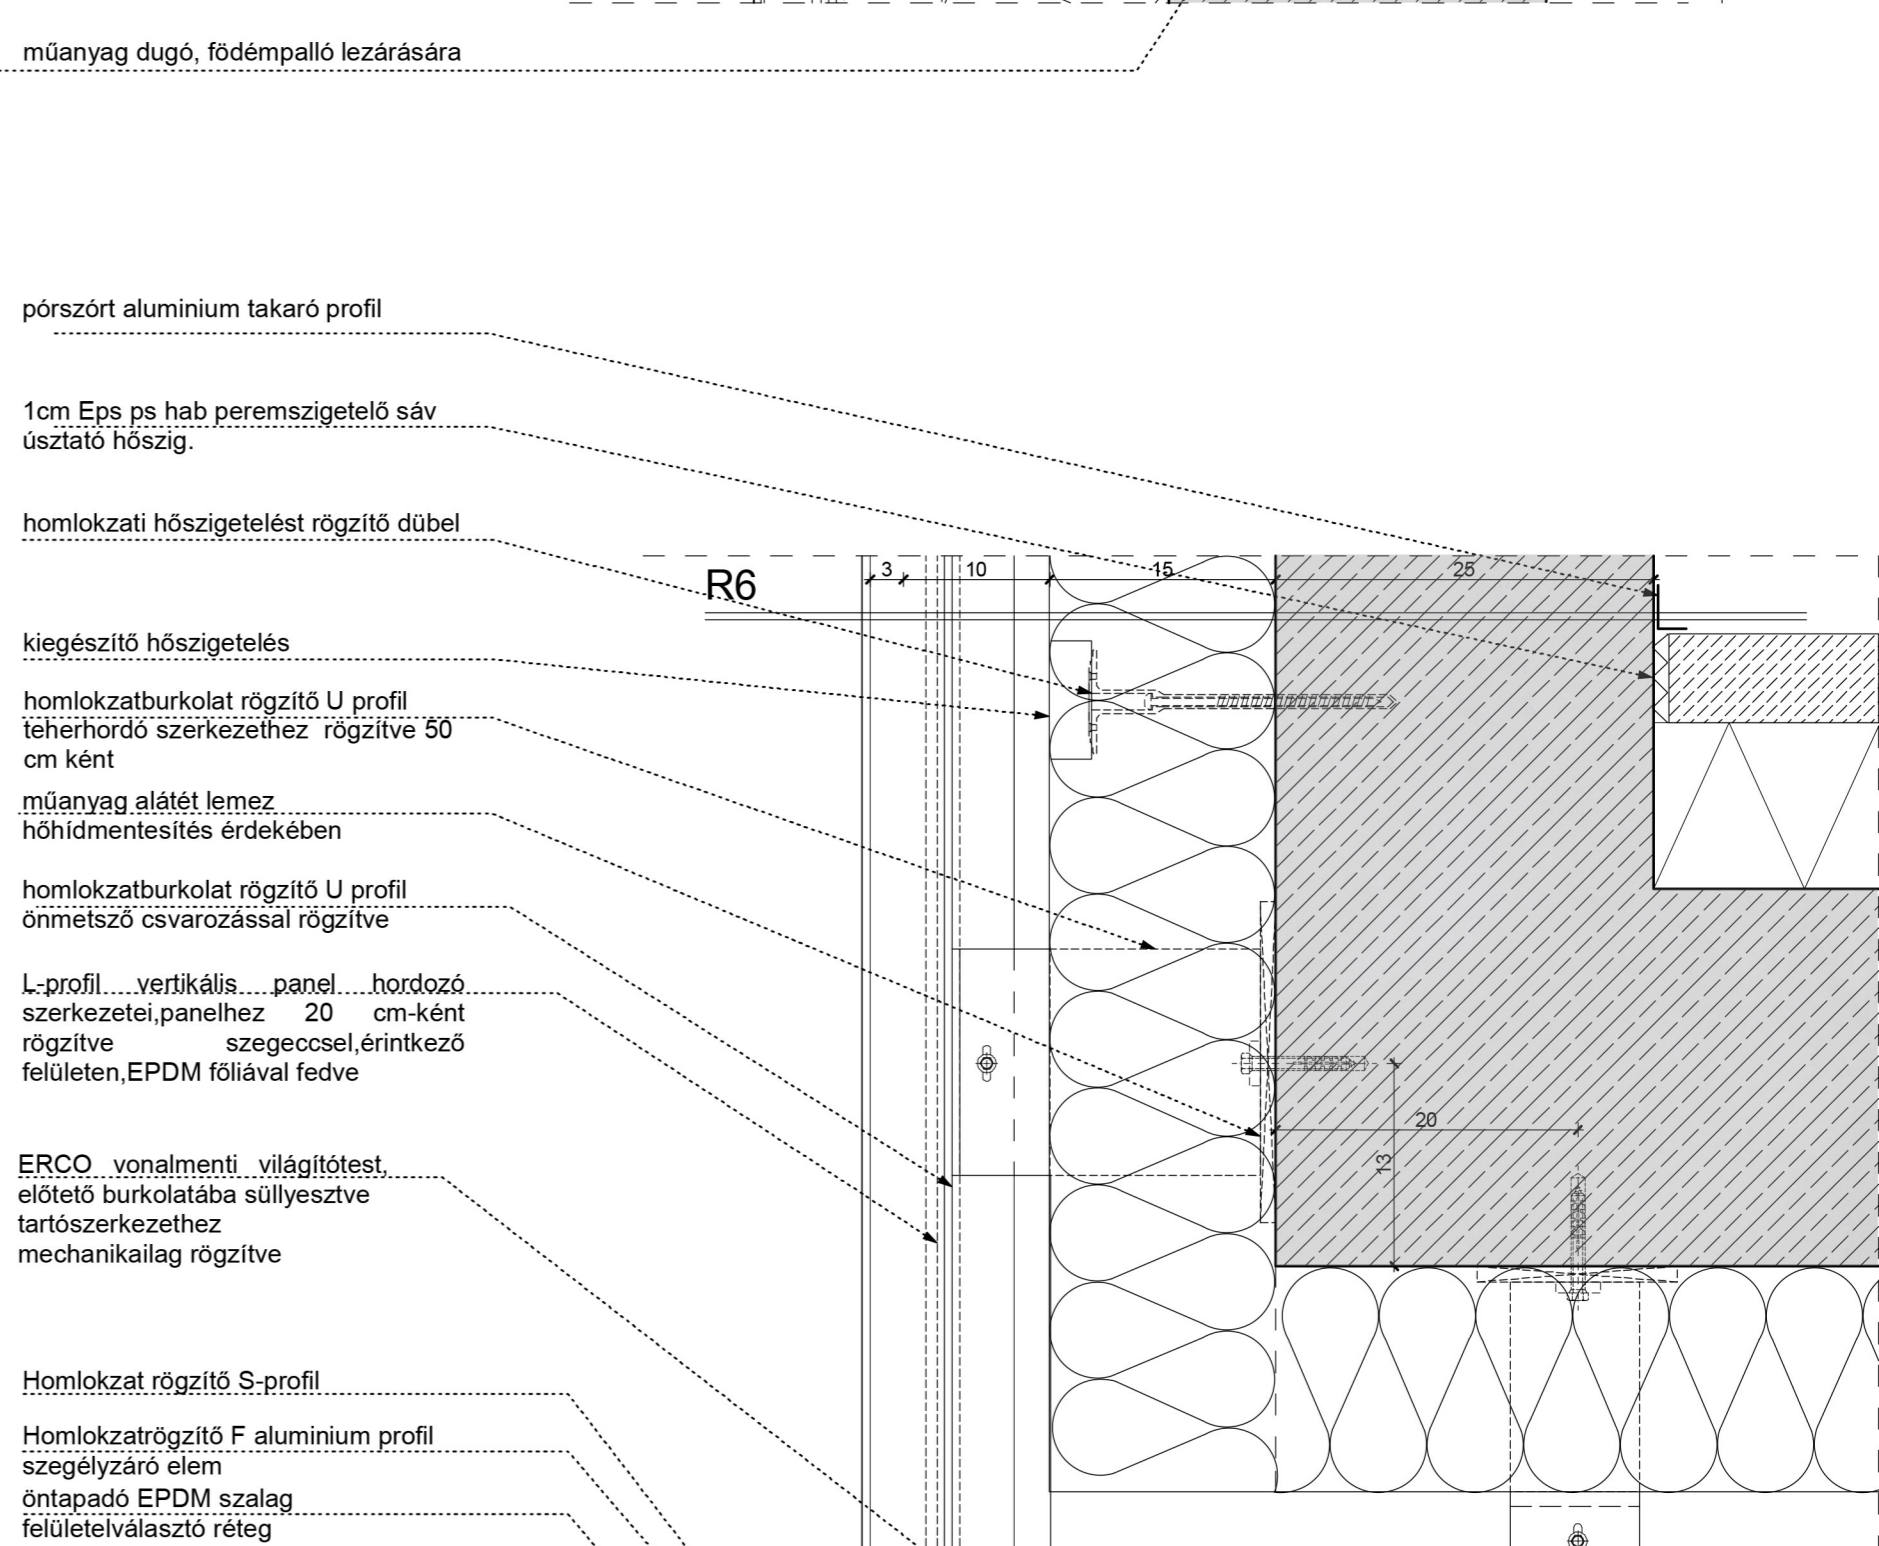 műanyag dugó, födémpalló lezárására
pórszórt aluminium takaró profil
1cm Eps ps hab peremszigetelő sáv
úsztató hőszig.
homlokzati hőszigetelést rögzítő dübel
R6
3
10
15
25
kiegészítő hőszigetelés
homlokzatburkolat rögzítő U profil
teherhordó szerkezethez rögzítve 50
cm ként
műanyag alátét lemez
hőhídmentesítés érdekében
homlokzatburkolat rögzítő U profil
önmetsző csvarozással rögzítve
L-profil vertikális panel hordozó
szerkezetei,panelhez 20 cm-ként
rögzítve szegeccsel,érintkező
felületen,EPDM főliával fedve
20
13
ERCO vonalmenti világítótest,
előtető burkolatába süllyesztve
tartószerkezethez
mechanikailag rögzítve
Homlokzat rögzítő S-profil
Homlokzatrögzítő F aluminium profil
szegélyzáró elem
öntapadó EPDM szalag
felületelválasztó réteg